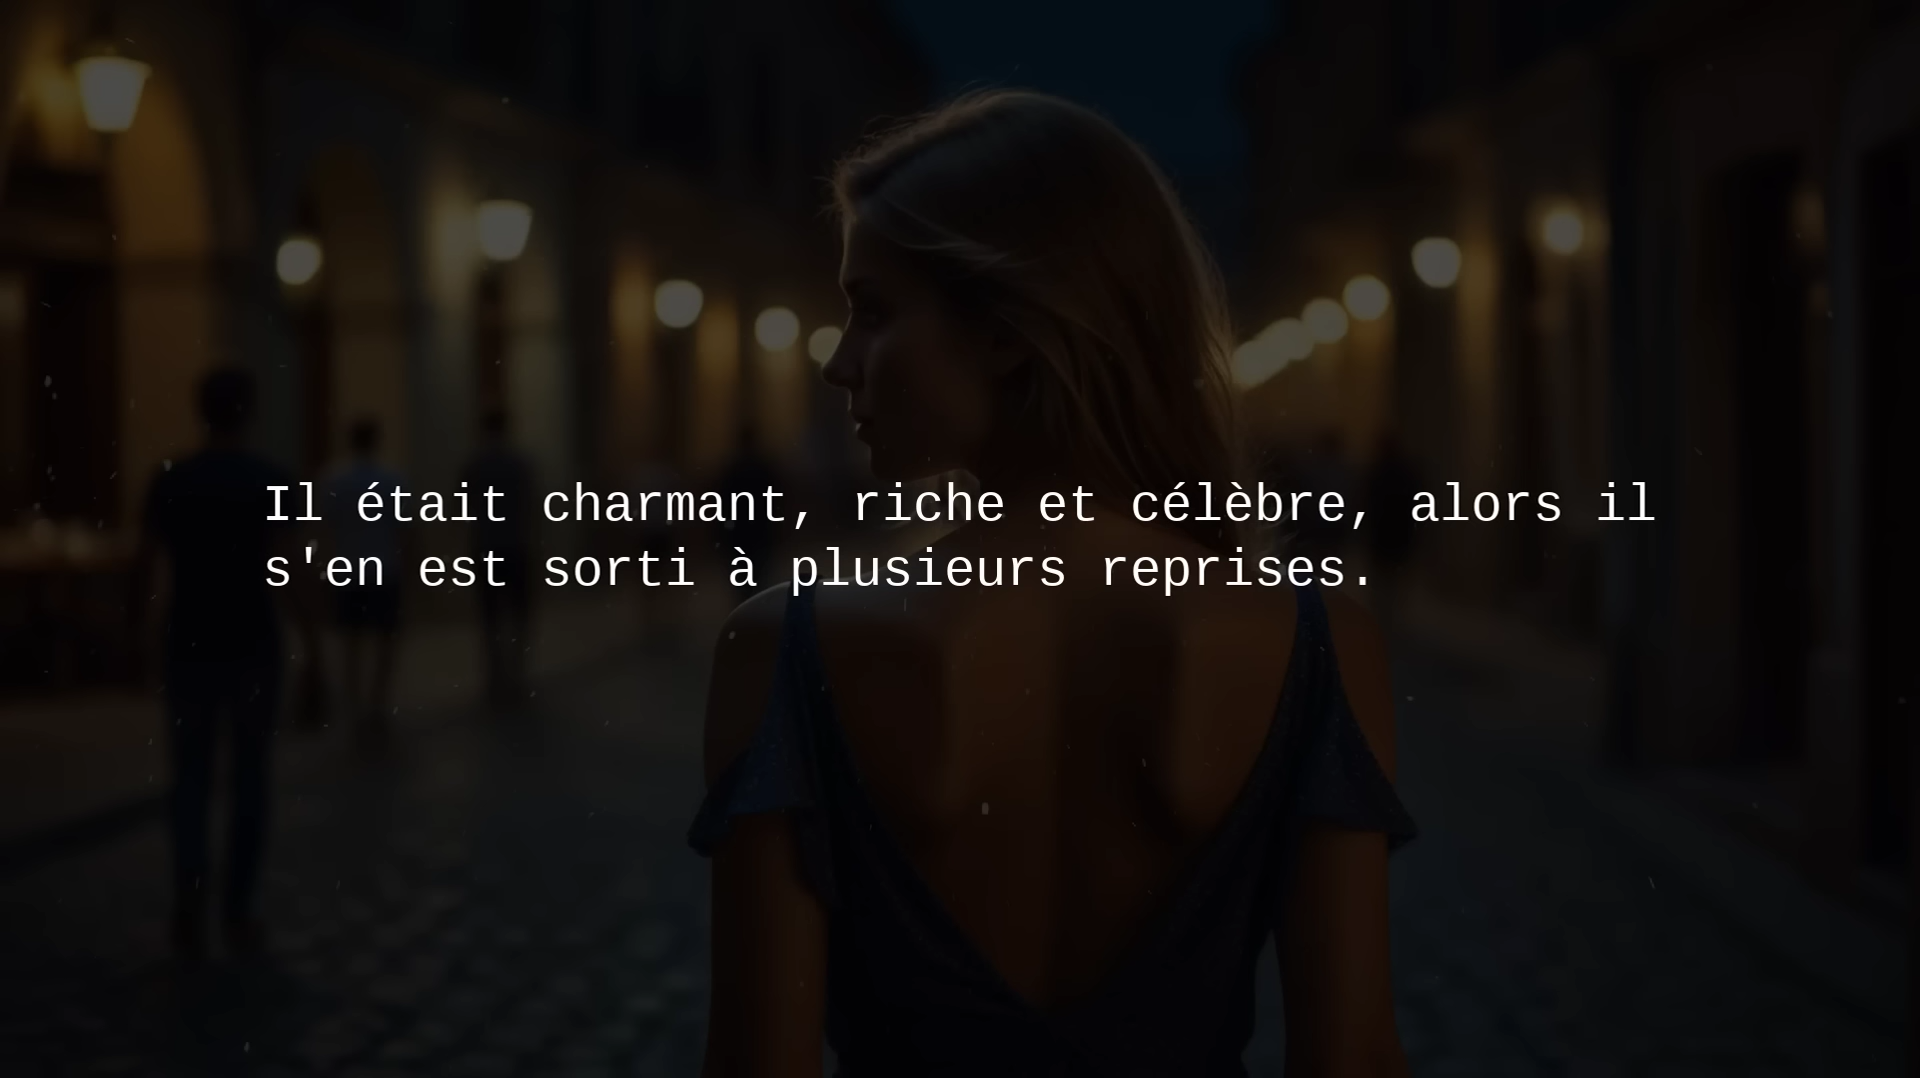 Il était charmant, riche et célèbre, alors il
s'en est sorti à plusieurs reprises.